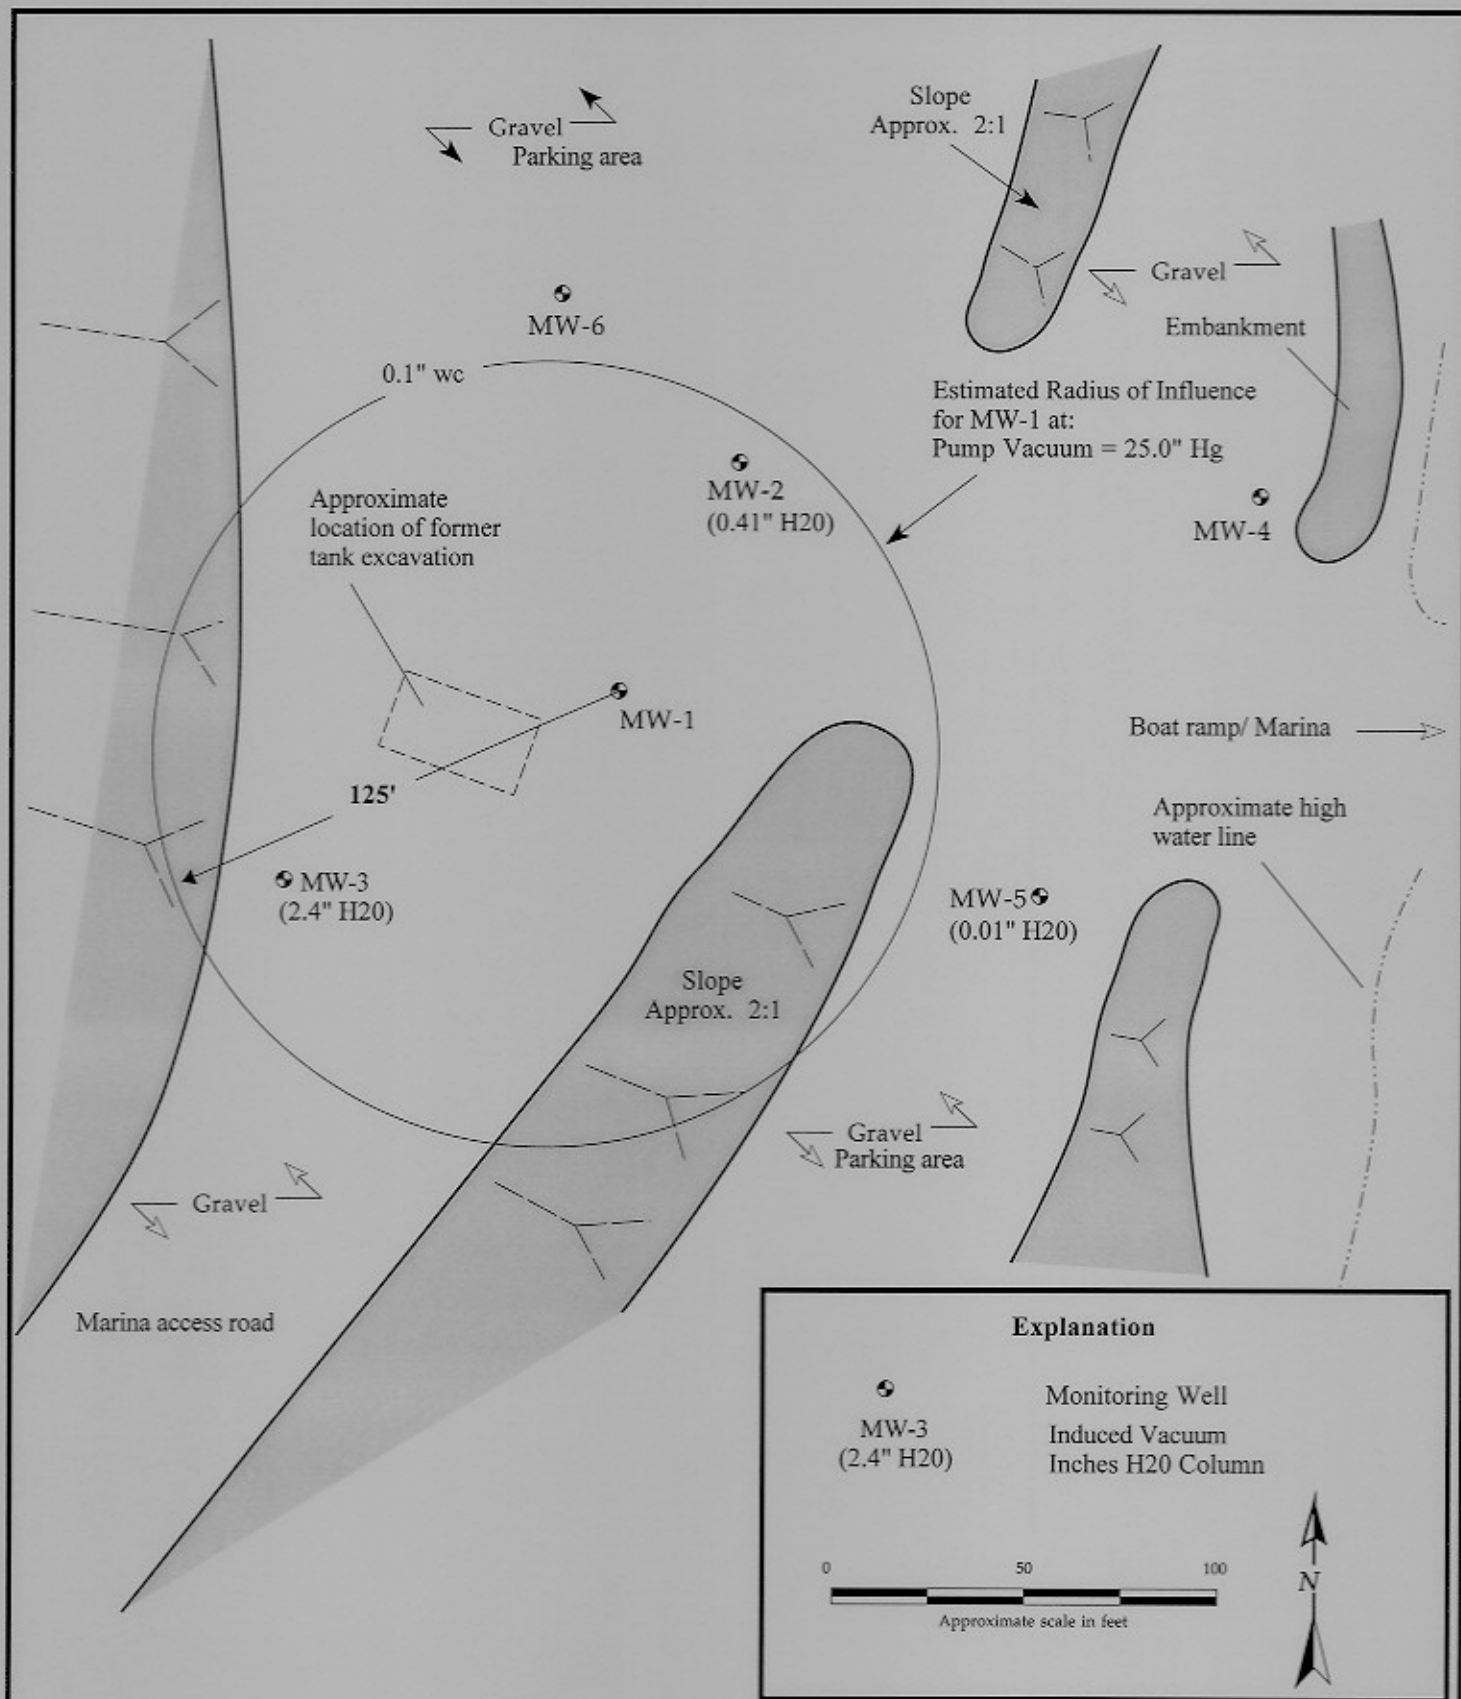 Slope
Approx. 2:1
Gravel
Parking area
Gravel
MW-6
Embankment
0.1" wc
Estimated Radius of Influence
for MW-1 at:
Pump Vacuum = 25.0" Hg
MW-2
(0.41" H20)
Approximate
location of former
tank excavation
MW-4
MW-1
Boat ramp/ Marina
125'
Approximate high
water line
MW-3
(2.4" H20)
MW-5
(0.01" H20)
Slope
Approx. 2:1
Gravel
Parking area
Gravel
Marina access road
Explanation
Monitoring Well
MW-3
(2.4" H20)
Induced Vacuum
Inches H20 Column
0 50 100
Approximate scale in feet
N